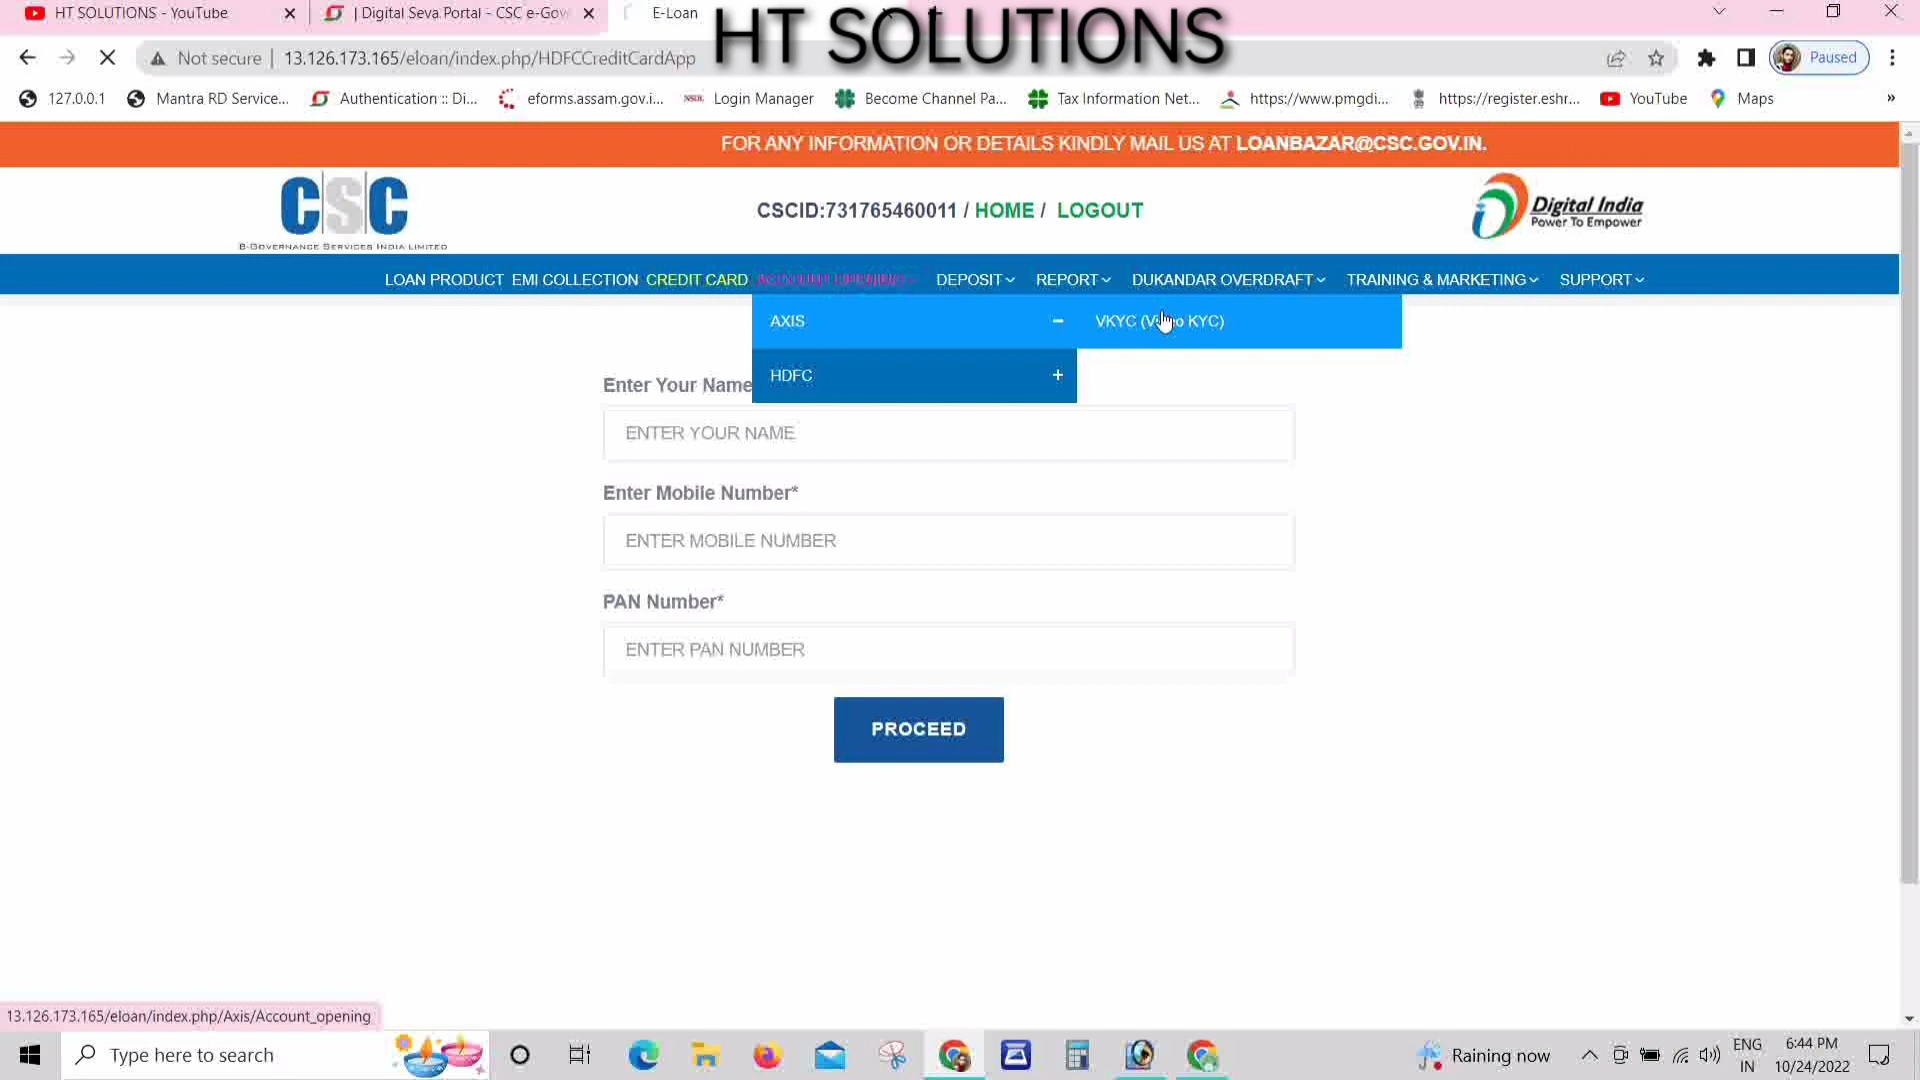 HT SOLUTIONS - YouTube
| Digital Seva Portal - CSC e-Gov
E-Loan
HT SOLUTIONS
Not secure | 13.126.173.165/eloan/index.php/HDFCCreditCardApp
Paused
127.0.0.1
Mantra RD Service...
Authentication :: Di...
eforms.assam.gov.i...
NSDL
Login Manager
Become Channel Pa...
Tax Information Net...
https://www.pmgdi...
https://register.eshr...
YouTube
Maps
»
FOR ANY INFORMATION OR DETAILS KINDLY MAIL US AT LOANBAZAR@CSC.GOV.IN.
CSC
E-GOVERNANCE SERVICES INDIA LIMITED
CSCID:731765460011 / HOME / LOGOUT
Digital India
Power To Empower
LOAN PRODUCT EMI COLLECTION CREDIT CARD DEPOSIT REPORT DUKANDAR OVERDRAFT TRAINING & MARKETING SUPPORT
AXIS −
VKYC (Video KYC)
HDFC +
Enter Your Name
ENTER YOUR NAME
Enter Mobile Number*
ENTER MOBILE NUMBER
PAN Number*
ENTER PAN NUMBER
PROCEED
13.126.173.165/eloan/index.php/Axis/Account_opening
Type here to search
Raining now
ENG
IN
6:44 PM
10/24/2022